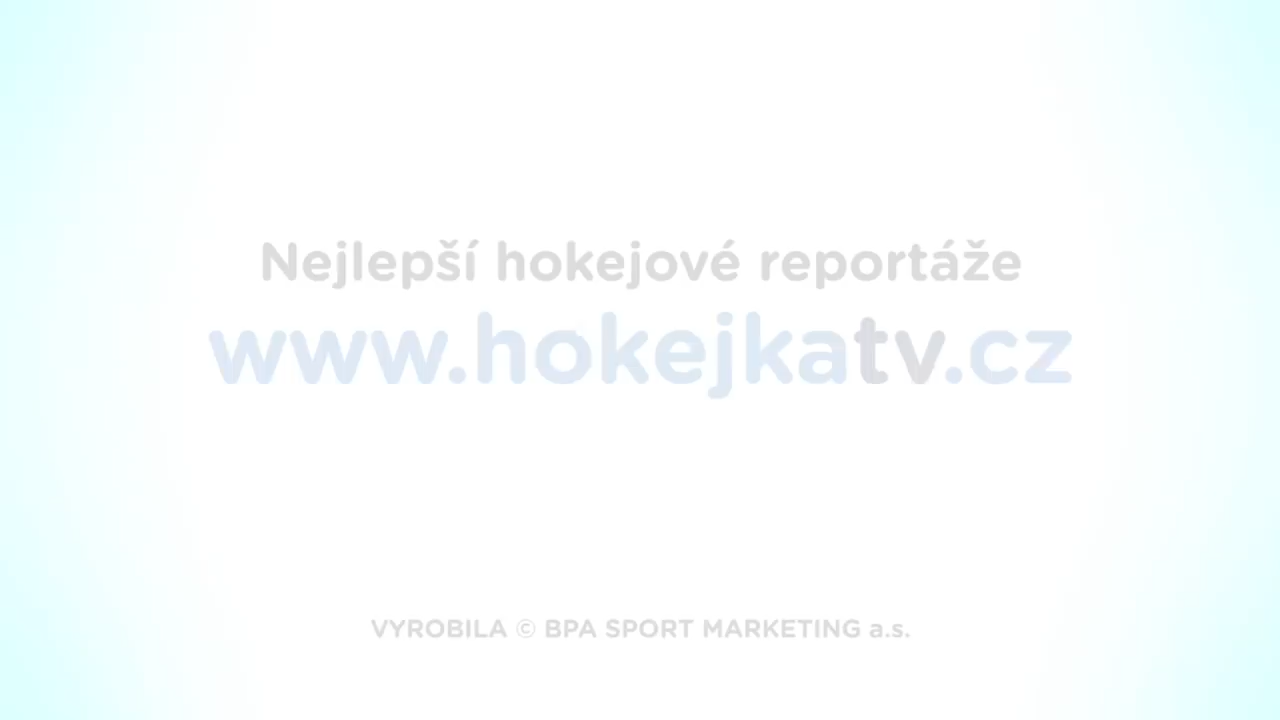 Nejlepší hokejové reportáže
www.hokejkatv.cz
VYROBILA © BPA SPORT MARKETING a.s.